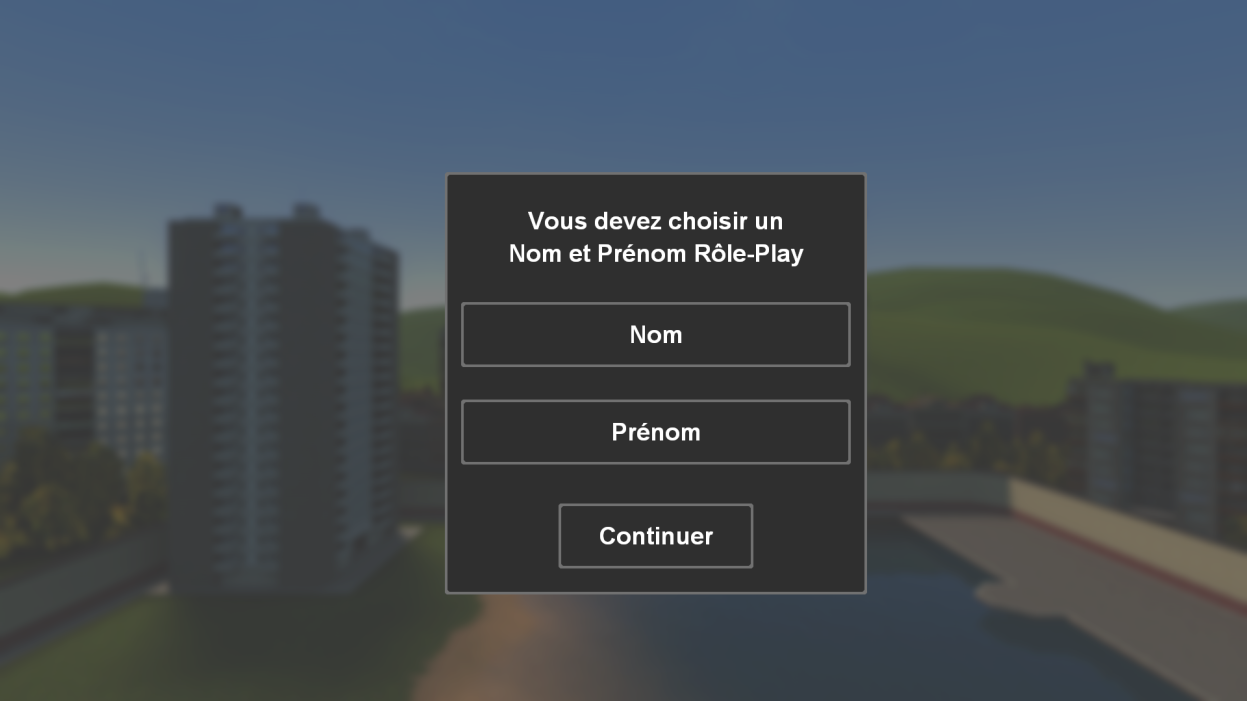 Vous devez choisir un
Nom et Prénom Rôle-Play
Nom
Prénom
Continuer